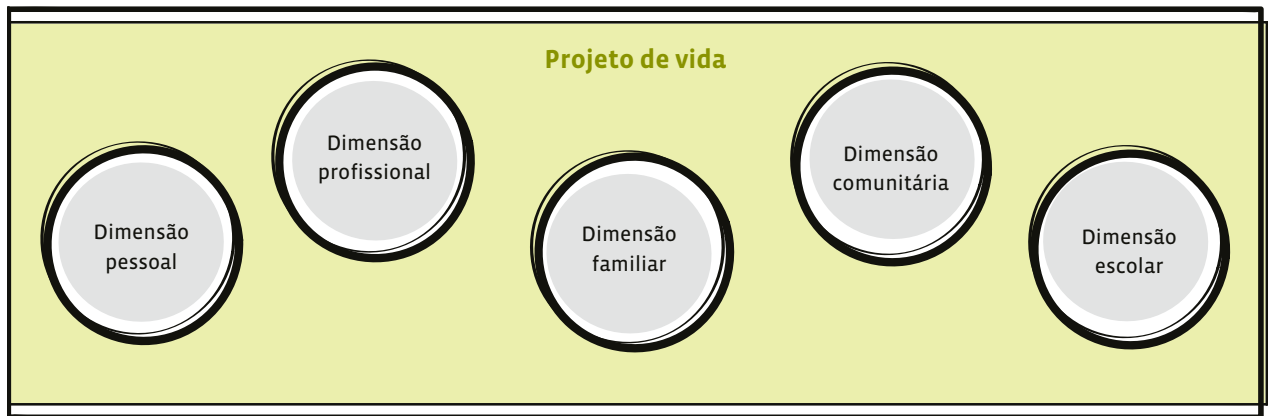 Projeto de vida
Dimensão
pessoal
Dimensão
profissional
Dimensão
familiar
Dimensão
comunitária
Dimensão
escolar